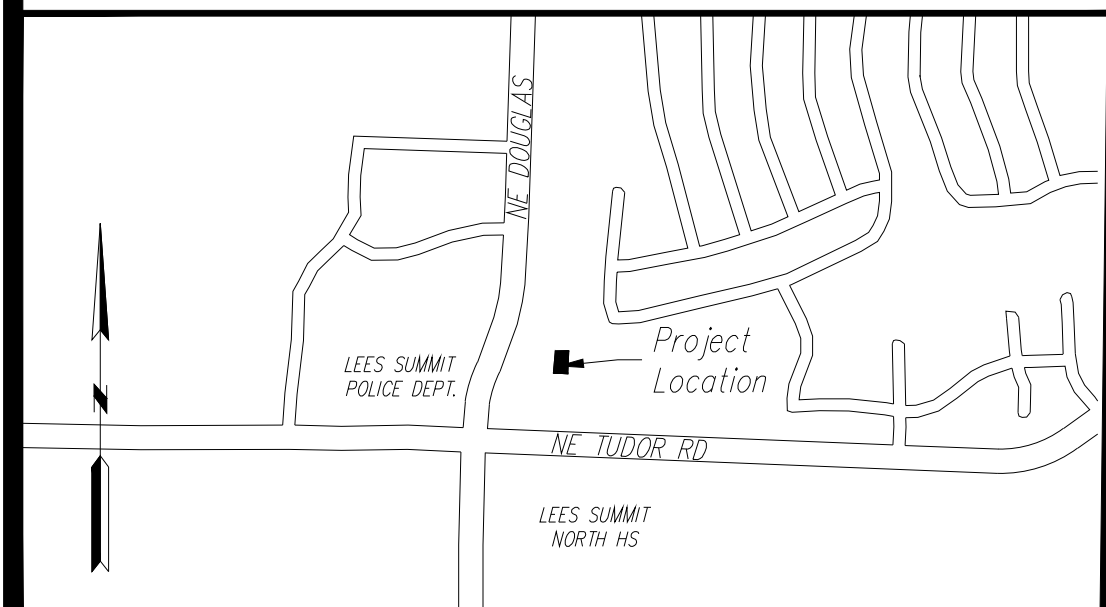 NE DOUGLAS
LEES SUMMIT
POLICE DEPT.
Project
Location
N
NE TUDOR RD
LEES SUMMIT
NORTH HS